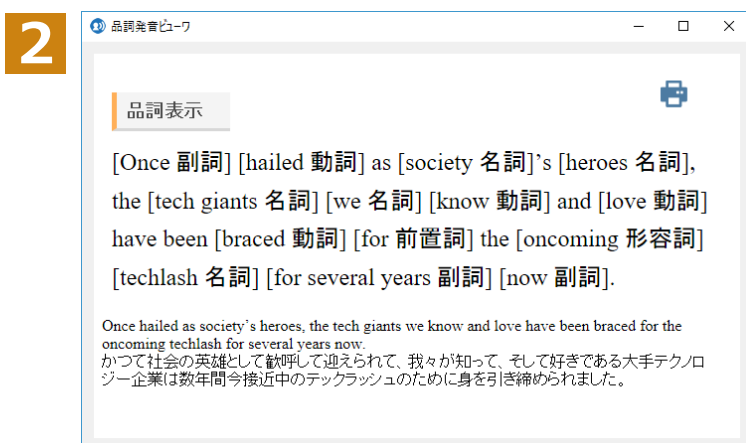 2
品詞発音ビューワ
品詞表示
[Once 副詞] [hailed 動詞] as [society 名詞]’s [heroes 名詞],
the [tech giants 名詞] [we 名詞] [know 動詞] and [love 動詞]
have been [braced 動詞] [for 前置詞] the [oncoming 形容詞]
[techlash 名詞] [for several years 副詞] [now 副詞].
Once hailed as society’s heroes, the tech giants we know and love have been braced for the
oncoming techlash for several years now.
かつて社会の英雄として歓呼して迎えられて、我々が知って、そして好きである大手テクノロ
ジー企業は数年間今接近中のテックラッシュのために身を引き締められました。